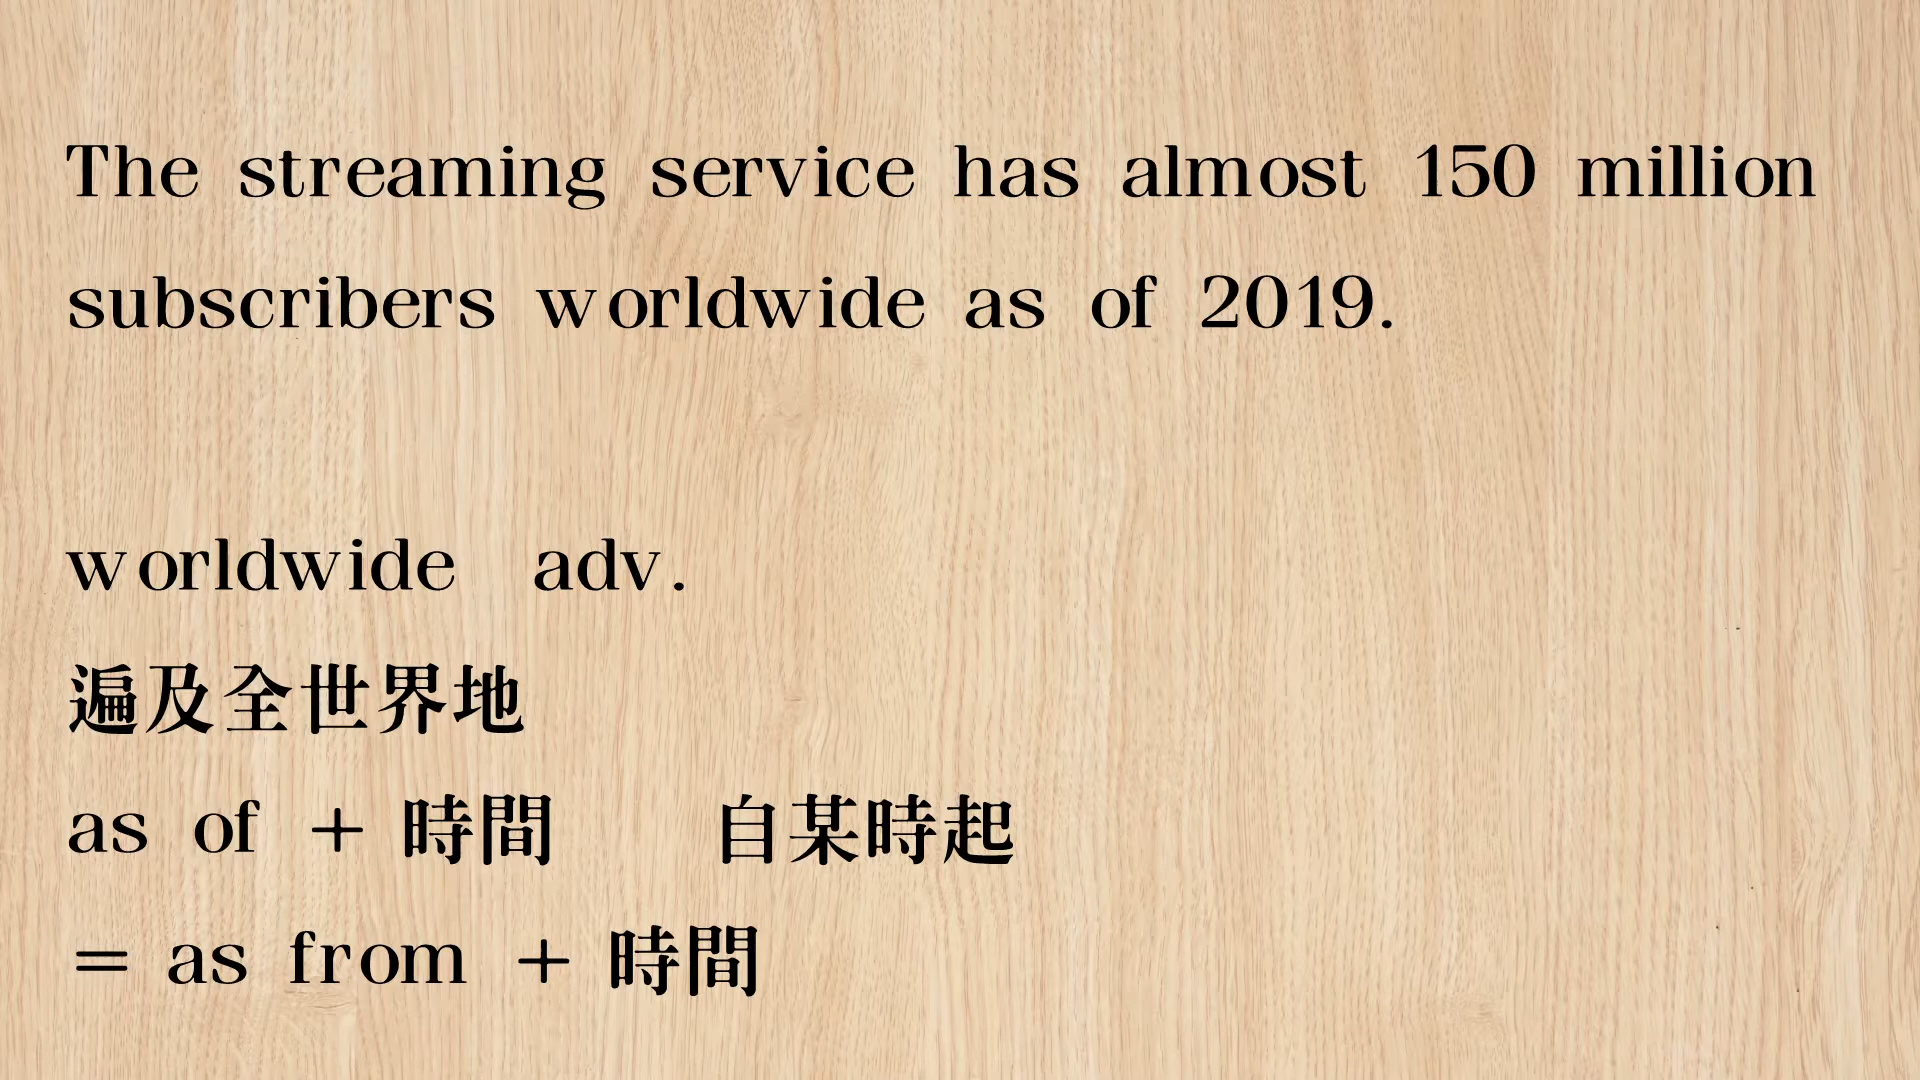 The streaming service has almost 150 million
subscribers worldwide as of 2019.
worldwide adv.
遍及全世界地
as of + 時間 自某時起
= as from + 時間